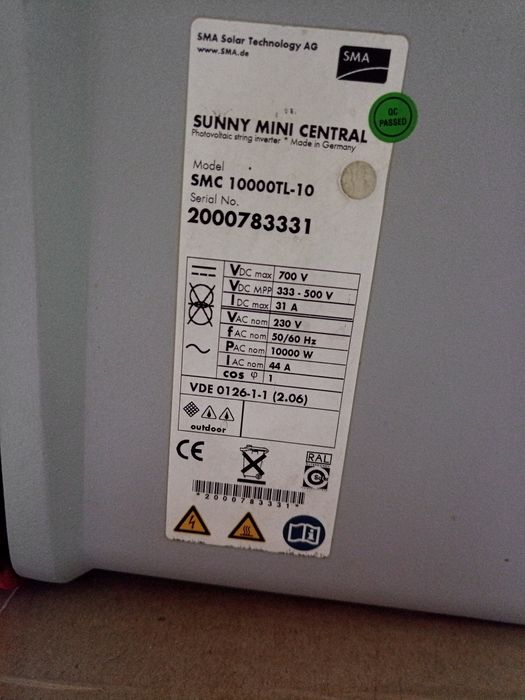 SMA Solar Technology AG
www.SMA.de
SMA
QC
PASSED
SUNNY MINI CENTRAL
Photovoltaic string inverter * Made in Germany
Model
SMC 10000TL-10
Serial No.
2000783331
VDC max 700 V
VDC MPP 333 - 500 V
IDC max 31 A
VAC nom 230 V
fAC nom 50/60 Hz
PAC nom 10000 W
IAC nom 44 A
cos φ 1
VDE 0126-1-1 (2.06)
outdoor
CE
RAL
*2000783331*